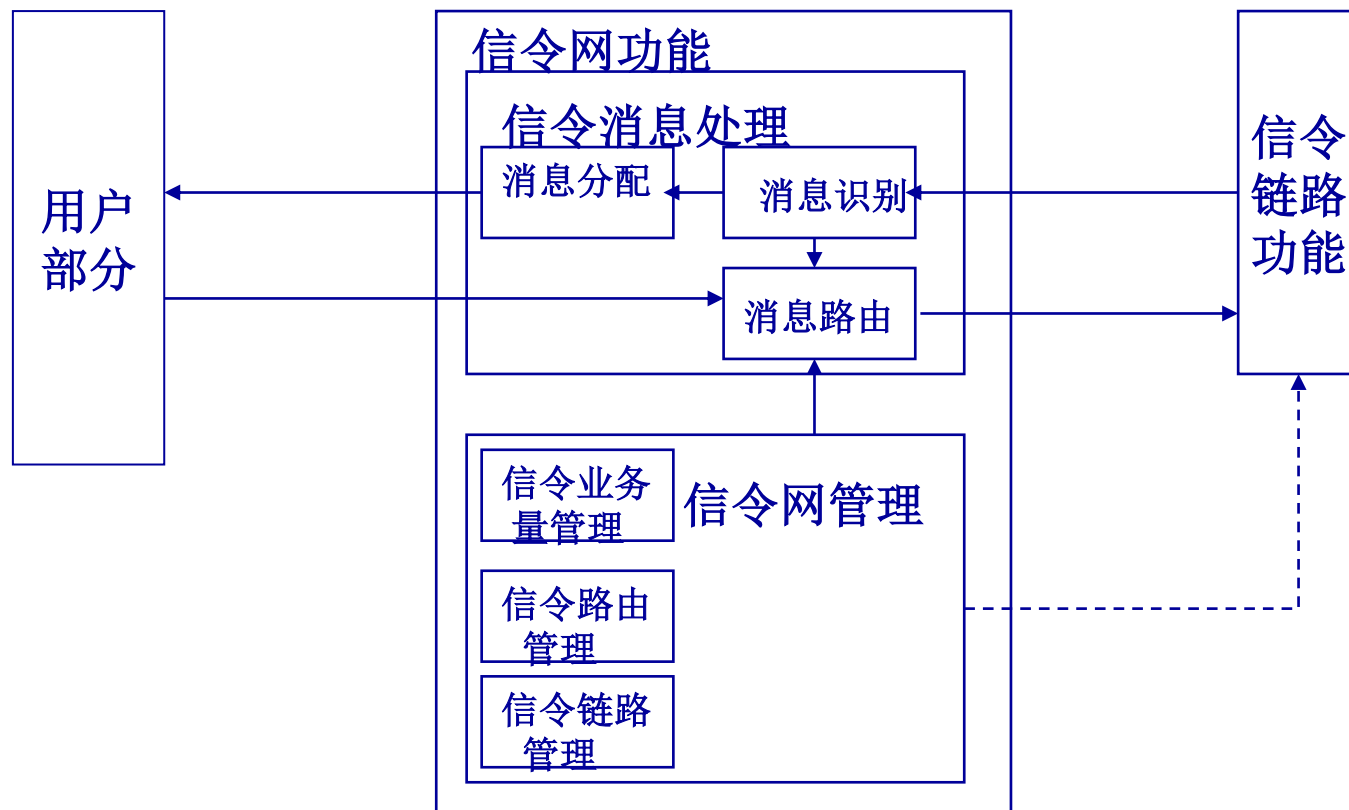 信令网功能
信令消息处理
消息分配
消息识别
消息路由
用户
部分
信令
链路
功能
信令网管理
信令业务
量管理
信令路由
管理
信令链路
管理